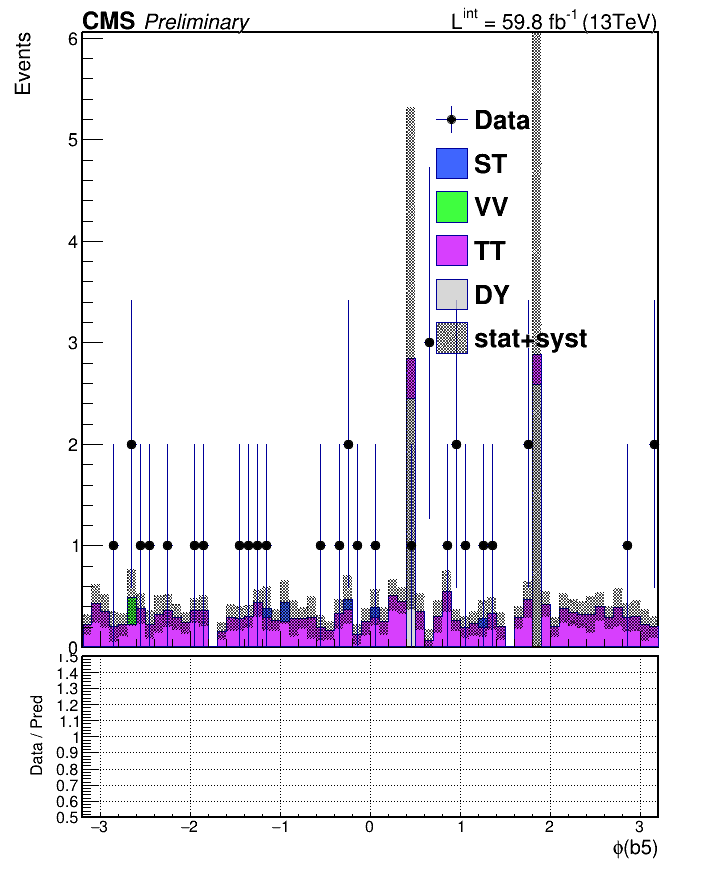 CMS Preliminary L^int = 59.8 fb^-1 (13TeV)
Events
6
5
4
3
2
1
0
Data
ST
VV
TT
DY
stat+syst
Data / Pred
1.5
1.4
1.3
1.2
1.1
1
0.9
0.8
0.7
0.6
0.5
−3 −2 −1 0 1 2 3
ϕ(b5)